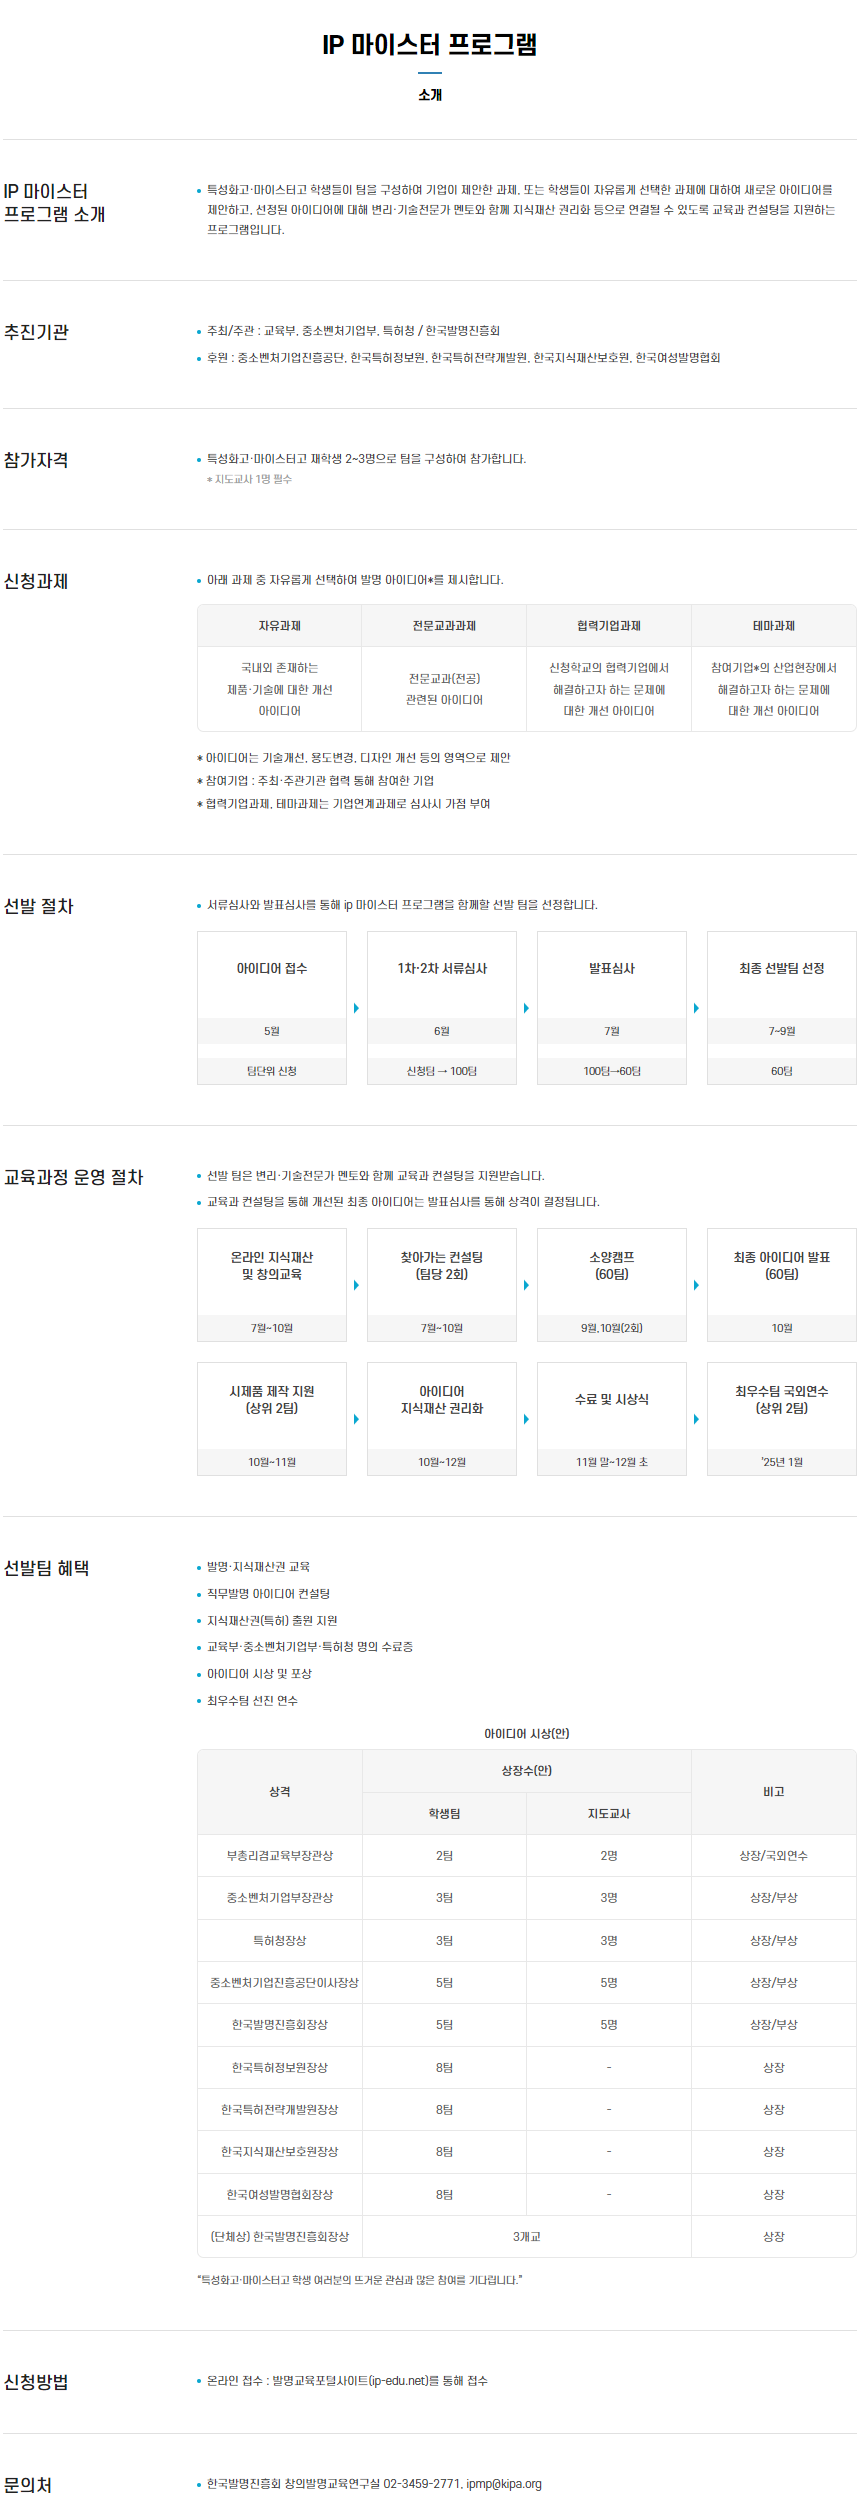 IP 마이스터 프로그램
소개
IP 마이스터
프로그램 소개
특성화고·마이스터고 학생들이 팀을 구성하여 기업이 제안한 과제, 또는 학생들이 자유롭게 선택한 과제에 대하여 새로운 아이디어를
제안하고, 선정된 아이디어에 대해 변리·기술전문가 멘토와 함께 지식재산 권리화 등으로 연결될 수 있도록 교육과 컨설팅을 지원하는
프로그램입니다.
추진기관
주최/주관 : 교육부, 중소벤처기업부, 특허청 / 한국발명진흥회
후원 : 중소벤처기업진흥공단, 한국특허정보원, 한국특허전략개발원, 한국지식재산보호원, 한국여성발명협회
참가자격
특성화고·마이스터고 재학생 2~3명으로 팀을 구성하여 참가합니다.
* 지도교사 1명 필수
신청과제
아래 과제 중 자유롭게 선택하여 발명 아이디어*를 제시합니다.
자유과제 전문교과과제 협력기업과제 테마과제
국내외 존재하는
제품·기술에 대한 개선
아이디어
전문교과(전공)
관련된 아이디어
신청학교의 협력기업에서
해결하고자 하는 문제에
대한 개선 아이디어
참여기업*의 산업현장에서
해결하고자 하는 문제에
대한 개선 아이디어
* 아이디어는 기술개선, 용도변경, 디자인 개선 등의 영역으로 제안
* 참여기업 : 주최·주관기관 협력 통해 참여한 기업
* 협력기업과제, 테마과제는 기업연계과제로 심사시 가점 부여
선발 절차
서류심사와 발표심사를 통해 ip 마이스터 프로그램을 함께할 선발 팀을 선정합니다.
아이디어 접수
5월
팀단위 신청
1차·2차 서류심사
6월
신청팀 → 100팀
발표심사
7월
100팀→60팀
최종 선발팀 선정
7~9월
60팀
교육과정 운영 절차
선발 팀은 변리·기술전문가 멘토와 함께 교육과 컨설팅을 지원받습니다.
교육과 컨설팅을 통해 개선된 최종 아이디어는 발표심사를 통해 상격이 결정됩니다.
온라인 지식재산
및 창의교육
7월~10월
찾아가는 컨설팅
(팀당 2회)
7월~10월
소양캠프
(60팀)
9월,10월(2회)
최종 아이디어 발표
(60팀)
10월
시제품 제작 지원
(상위 2팀)
10월~11월
아이디어
지식재산 권리화
10월~12월
수료 및 시상식
11월 말~12월 초
최우수팀 국외연수
(상위 2팀)
'25년 1월
선발팀 혜택
발명·지식재산권 교육
직무발명 아이디어 컨설팅
지식재산권(특허) 출원 지원
교육부·중소벤처기업부·특허청 명의 수료증
아이디어 시상 및 포상
최우수팀 선진 연수
아이디어 시상(안)
상격 상장수(안) 비고
학생팀 지도교사
부총리겸교육부장관상 2팀 2명 상장/국외연수
중소벤처기업부장관상 3팀 3명 상장/부상
특허청장상 3팀 3명 상장/부상
중소벤처기업진흥공단이사장상 5팀 5명 상장/부상
한국발명진흥회장상 5팀 5명 상장/부상
한국특허정보원장상 8팀 - 상장
한국특허전략개발원장상 8팀 - 상장
한국지식재산보호원장상 8팀 - 상장
한국여성발명협회장상 8팀 - 상장
(단체상) 한국발명진흥회장상 3개교 상장
“특성화고·마이스터고 학생 여러분의 뜨거운 관심과 많은 참여를 기다립니다.”
신청방법
온라인 접수 : 발명교육포털사이트(ip-edu.net)를 통해 접수
문의처
한국발명진흥회 창의발명교육연구실 02-3459-2771, ipmp@kipa.org